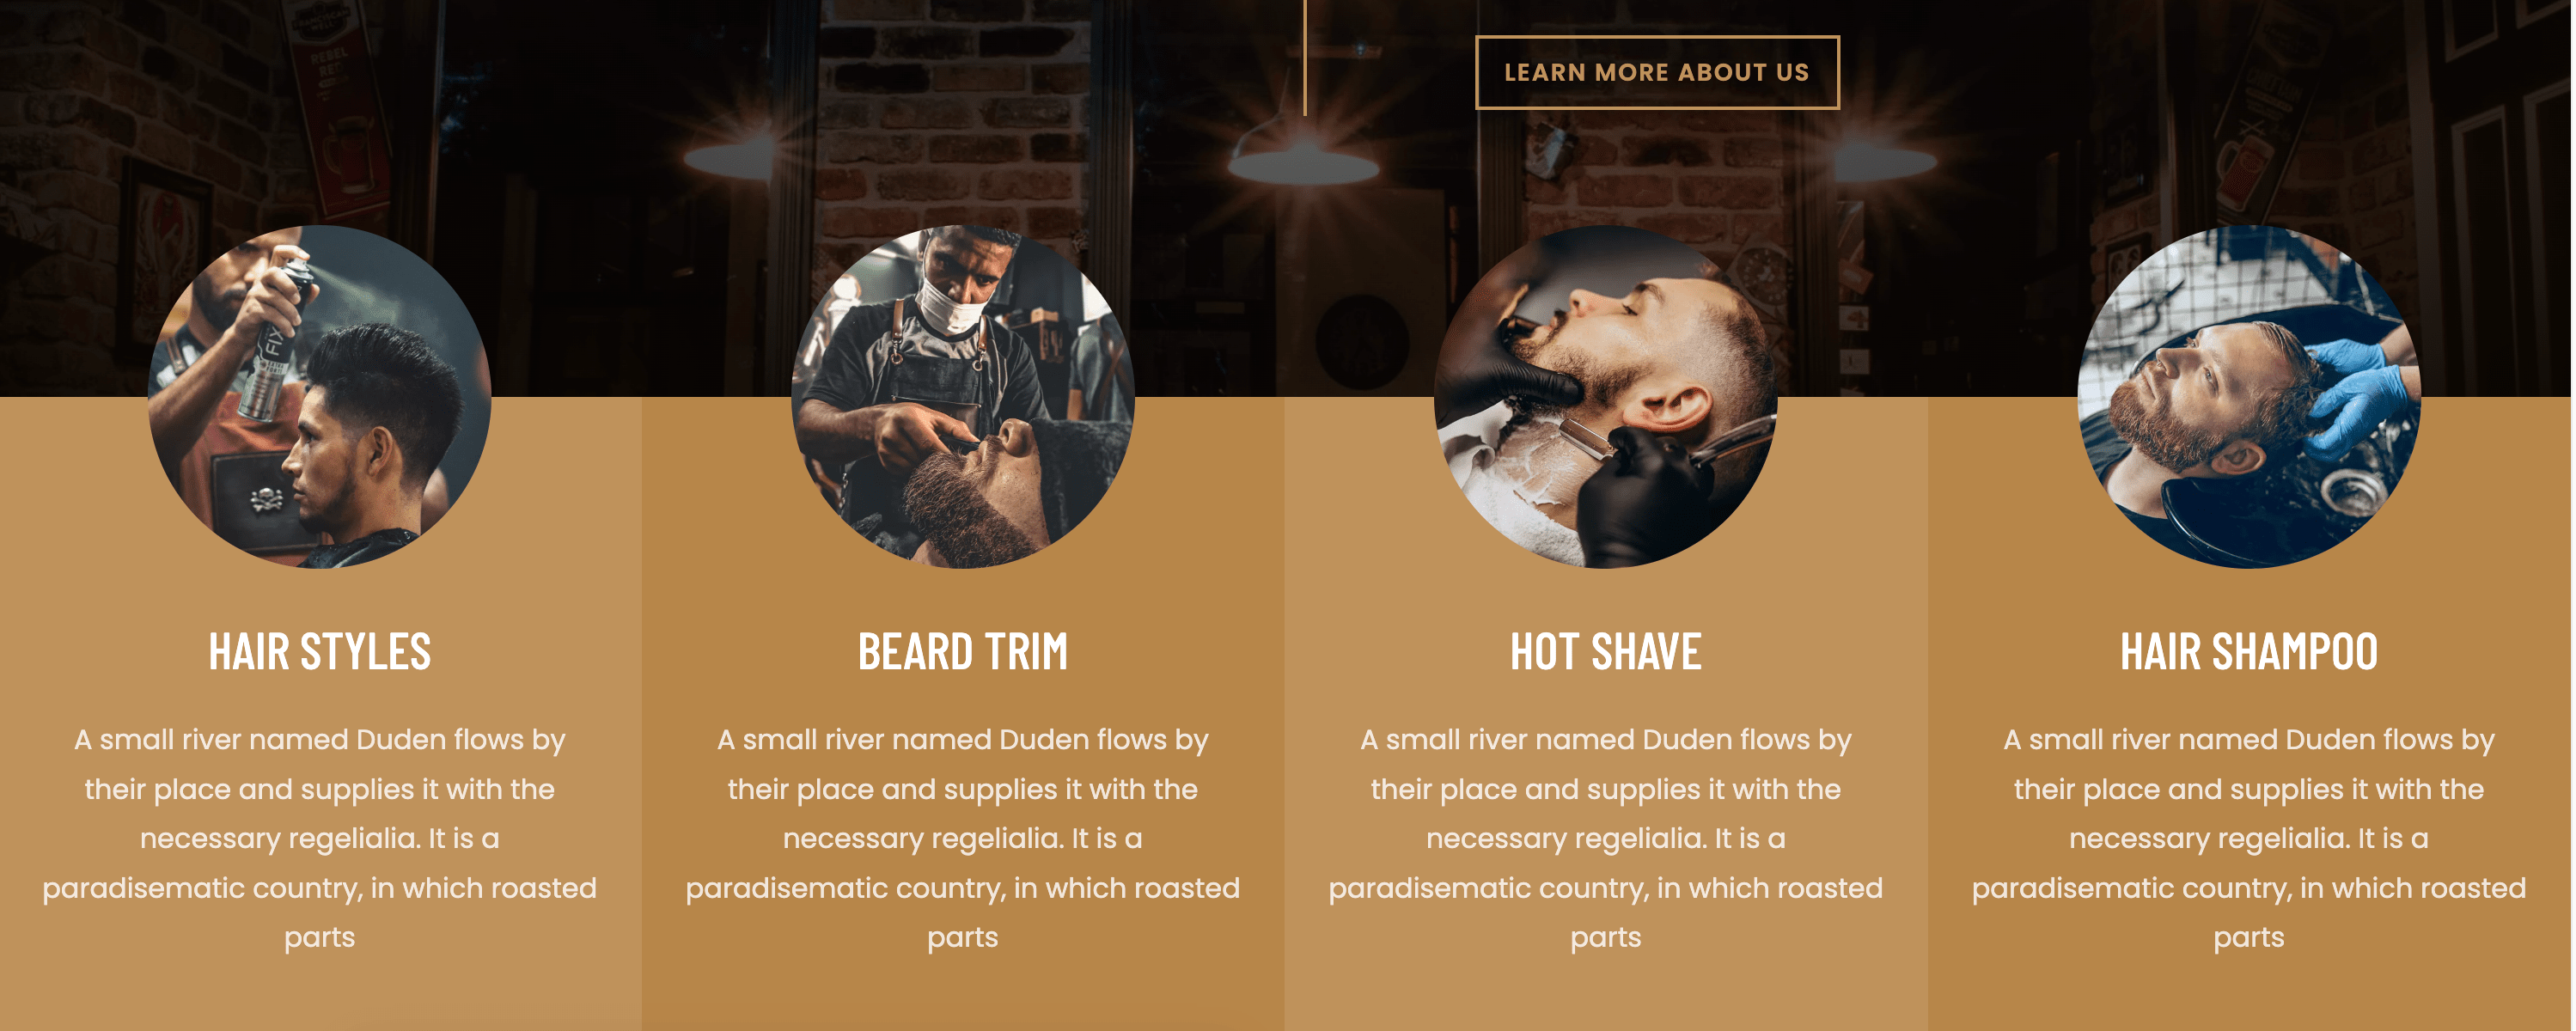 REBEL
RED
LEARN MORE ABOUT US
FIX
HAIR STYLES
A small river named Duden flows by
their place and supplies it with the
necessary regelialia. It is a
paradisematic country, in which roasted
parts
BEARD TRIM
A small river named Duden flows by
their place and supplies it with the
necessary regelialia. It is a
paradisematic country, in which roasted
parts
HOT SHAVE
A small river named Duden flows by
their place and supplies it with the
necessary regelialia. It is a
paradisematic country, in which roasted
parts
HAIR SHAMPOO
A small river named Duden flows by
their place and supplies it with the
necessary regelialia. It is a
paradisematic country, in which roasted
parts